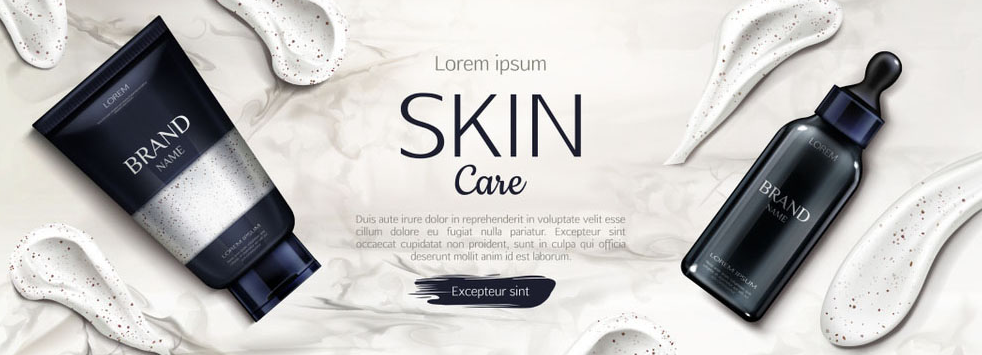 LOREM
BRAND
NAME
LOREM IPSUM
Lorem ipsum
SKIN
Care
Duis aute irure dolor in reprehenderit in voluptate velit esse
cillum dolore eu fugiat nulla pariatur. Excepteur sint
occaecat cupidatat non proident, sunt in culpa qui officia
deserunt mollit anim id est laborum.
Excepteur sint
LOREM
BRAND
NAME
LOREM IPSUM